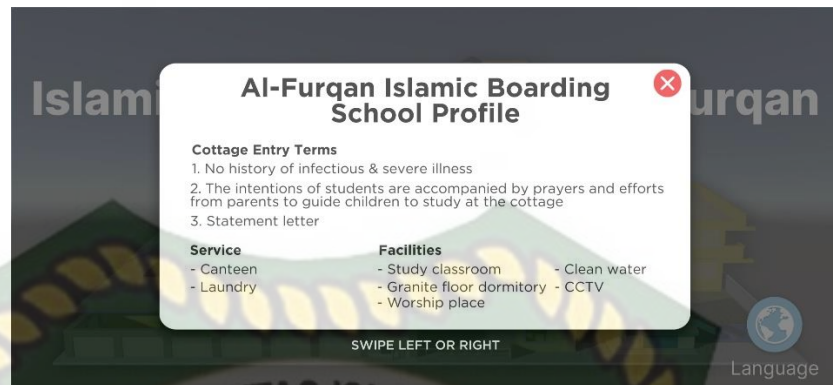 Islami
urqan
Al-Furqan Islamic Boarding
School Profile
Cottage Entry Terms
1. No history of infectious & severe illness
2. The intentions of students are accompanied by prayers and efforts
from parents to guide children to study at the cottage
3. Statement letter
Service
- Canteen
- Laundry
Facilities
- Study classroom
- Granite floor dormitory
- Worship place
- Clean water
- CCTV
SWIPE LEFT OR RIGHT
Language